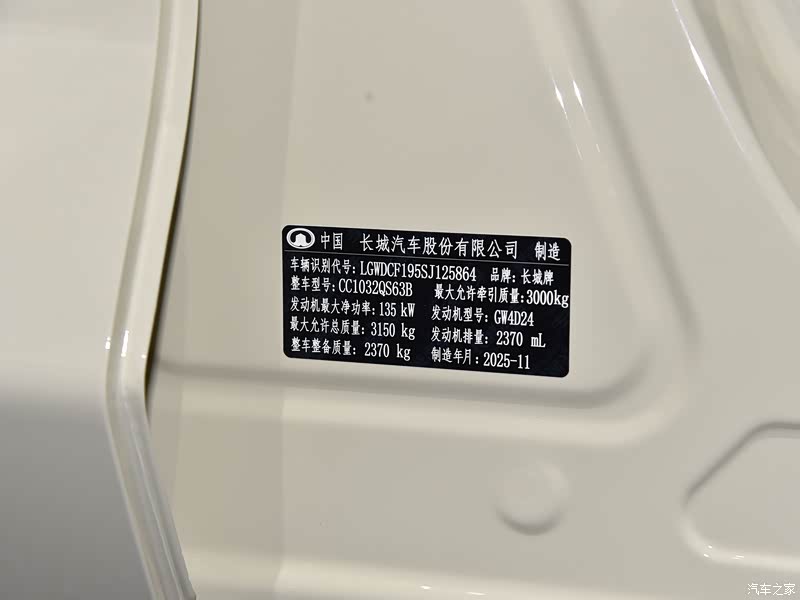 中国 长城汽车股份有限公司 制造
车辆识别代号: LGWDCF195SJ125864 品牌: 长城牌
整车型号: CC1032QS63B 最大允许牵引质量: 3000kg
发动机最大净功率: 135 kW 发动机型号: GW4D24
最大允许总质量: 3150 kg 发动机排量: 2370 mL
整车整备质量: 2370 kg 制造年月: 2025-11
汽车之家